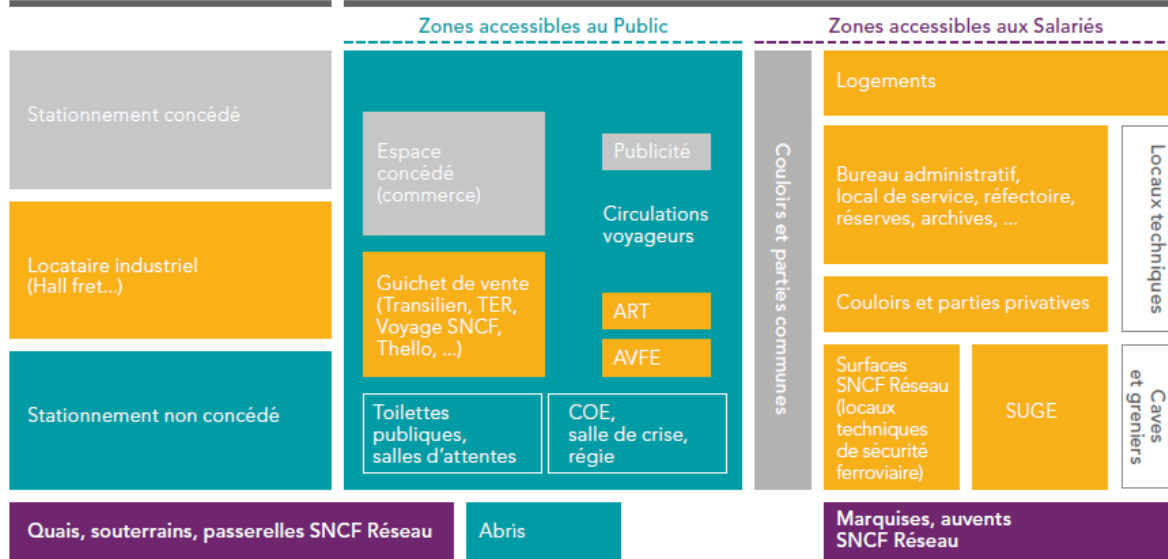 Zones accessibles au Public
Zones accessibles aux Salariés
Stationnement concédé
Locataire industriel
(Hall fret...)
Stationnement non concédé
Espace
concédé
(commerce)
Publicité
Circulations
voyageurs
Guichet de vente
(Transilien, TER,
Voyage SNCF,
Thello, ...)
ART
AVFE
Toilettes
publiques,
salles d'attentes
COE,
salle de crise,
régie
Couloirs et parties communes
Logements
Bureau administratif,
local de service, réfectoire,
réserves, archives, ...
Couloirs et parties privatives
Surfaces
SNCF Réseau
(locaux
techniques
de sécurité
ferroviaire)
SUGE
Locaux techniques
Caves
et greniers
Quais, souterrains, passerelles SNCF Réseau
Abris
Marquises, auvents
SNCF Réseau